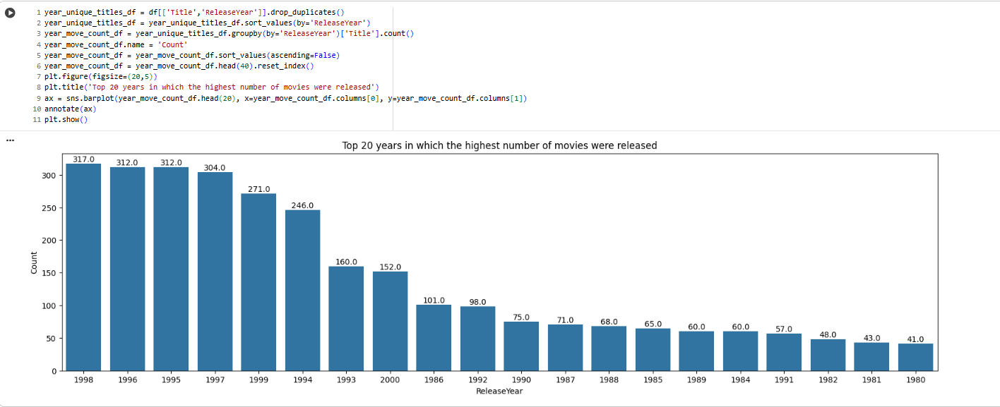 1 year_unique_titles_df = df[['Title','ReleaseYear']].drop_duplicates()
2 year_unique_titles_df = year_unique_titles_df.sort_values(by='ReleaseYear')
3 year_move_count_df = year_unique_titles_df.groupby(by='ReleaseYear')['Title'].count()
4 year_move_count_df.name = 'Count'
5 year_move_count_df = year_move_count_df.sort_values(ascending=False)
6 year_move_count_df = year_move_count_df.head(40).reset_index()
7 plt.figure(figsize=(20,5))
8 plt.title('Top 20 years in which the highest number of movies were released')
9 ax = sns.barplot(year_move_count_df.head(20), x=year_move_count_df.columns[0], y=year_move_count_df.columns[1])
10 annotate(ax)
11 plt.show()
Top 20 years in which the highest number of movies were released
317.0 312.0 312.0 304.0 271.0 246.0 160.0 152.0 101.0 98.0 75.0 71.0 68.0 65.0 60.0 60.0 57.0 48.0 43.0 41.0
300
250
200
150
100
50
0
Count
1998 1996 1995 1997 1999 1994 1993 2000 1986 1992 1990 1987 1988 1985 1989 1984 1991 1982 1981 1980
ReleaseYear